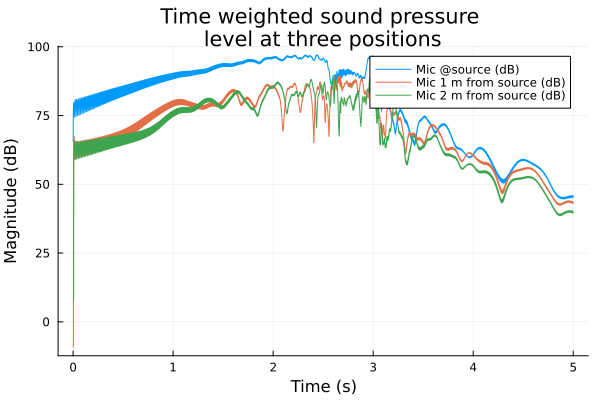 Time weighted sound pressure
level at three positions
100
75
50
25
0
Magnitude (dB)
Mic @source (dB)
Mic 1 m from source (dB)
Mic 2 m from source (dB)
0
1
2
3
4
5
Time (s)